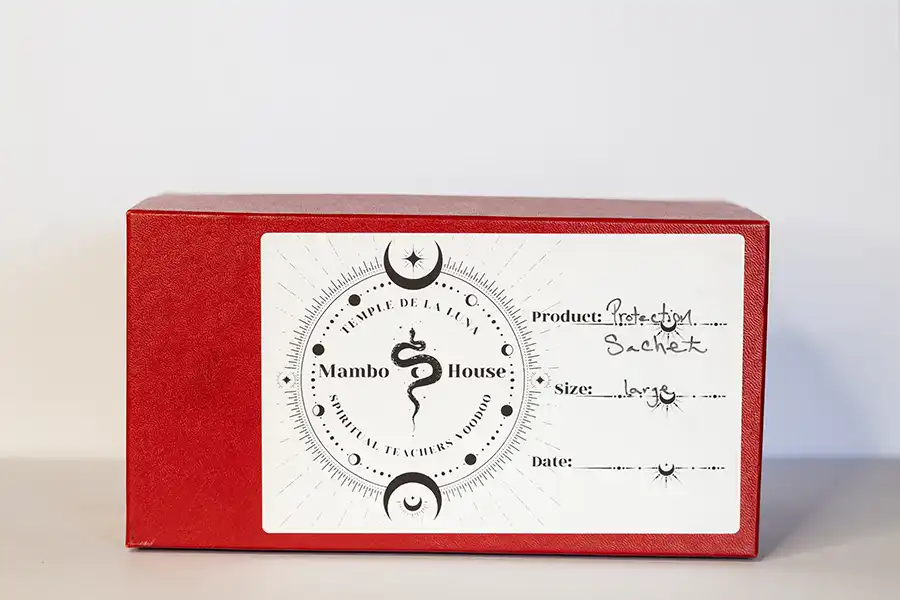 TEMPLE DE LA LUNA
Mambo House
SPIRITUAL TEACHERS VOODOO
Product: Protection
Sachet
Size: large
Date: